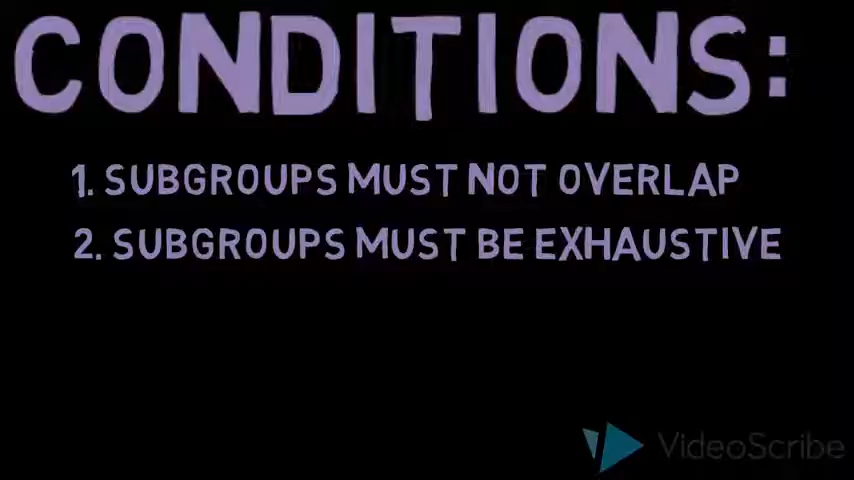 CONDITIONS:
1. SUBGROUPS MUST NOT OVERLAP
2. SUBGROUPS MUST BE EXHAUSTIVE
VideoScribe